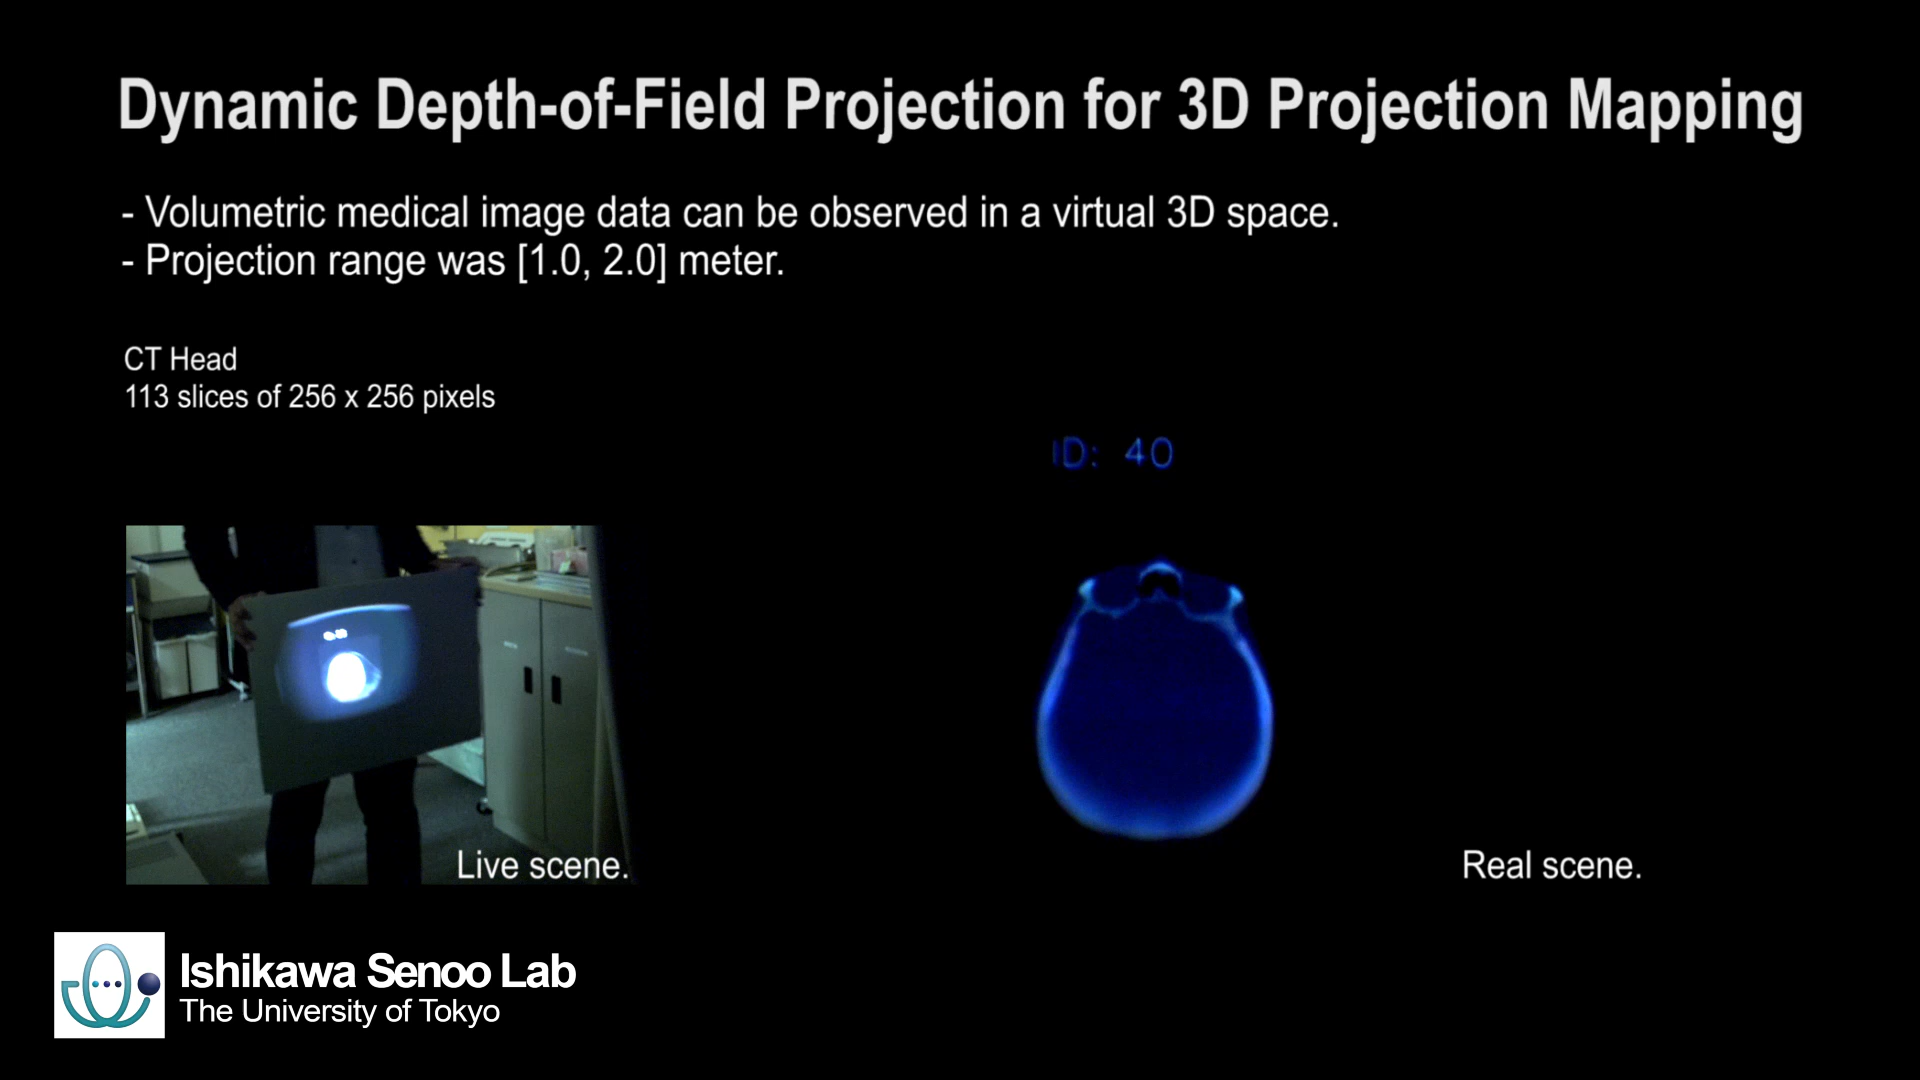 Dynamic Depth-of-Field Projection for 3D Projection Mapping
- Volumetric medical image data can be observed in a virtual 3D space.
- Projection range was [1.0, 2.0] meter.
CT Head
113 slices of 256 x 256 pixels
ID: 40
Live scene.
Real scene.
Ishikawa Senoo Lab
The University of Tokyo